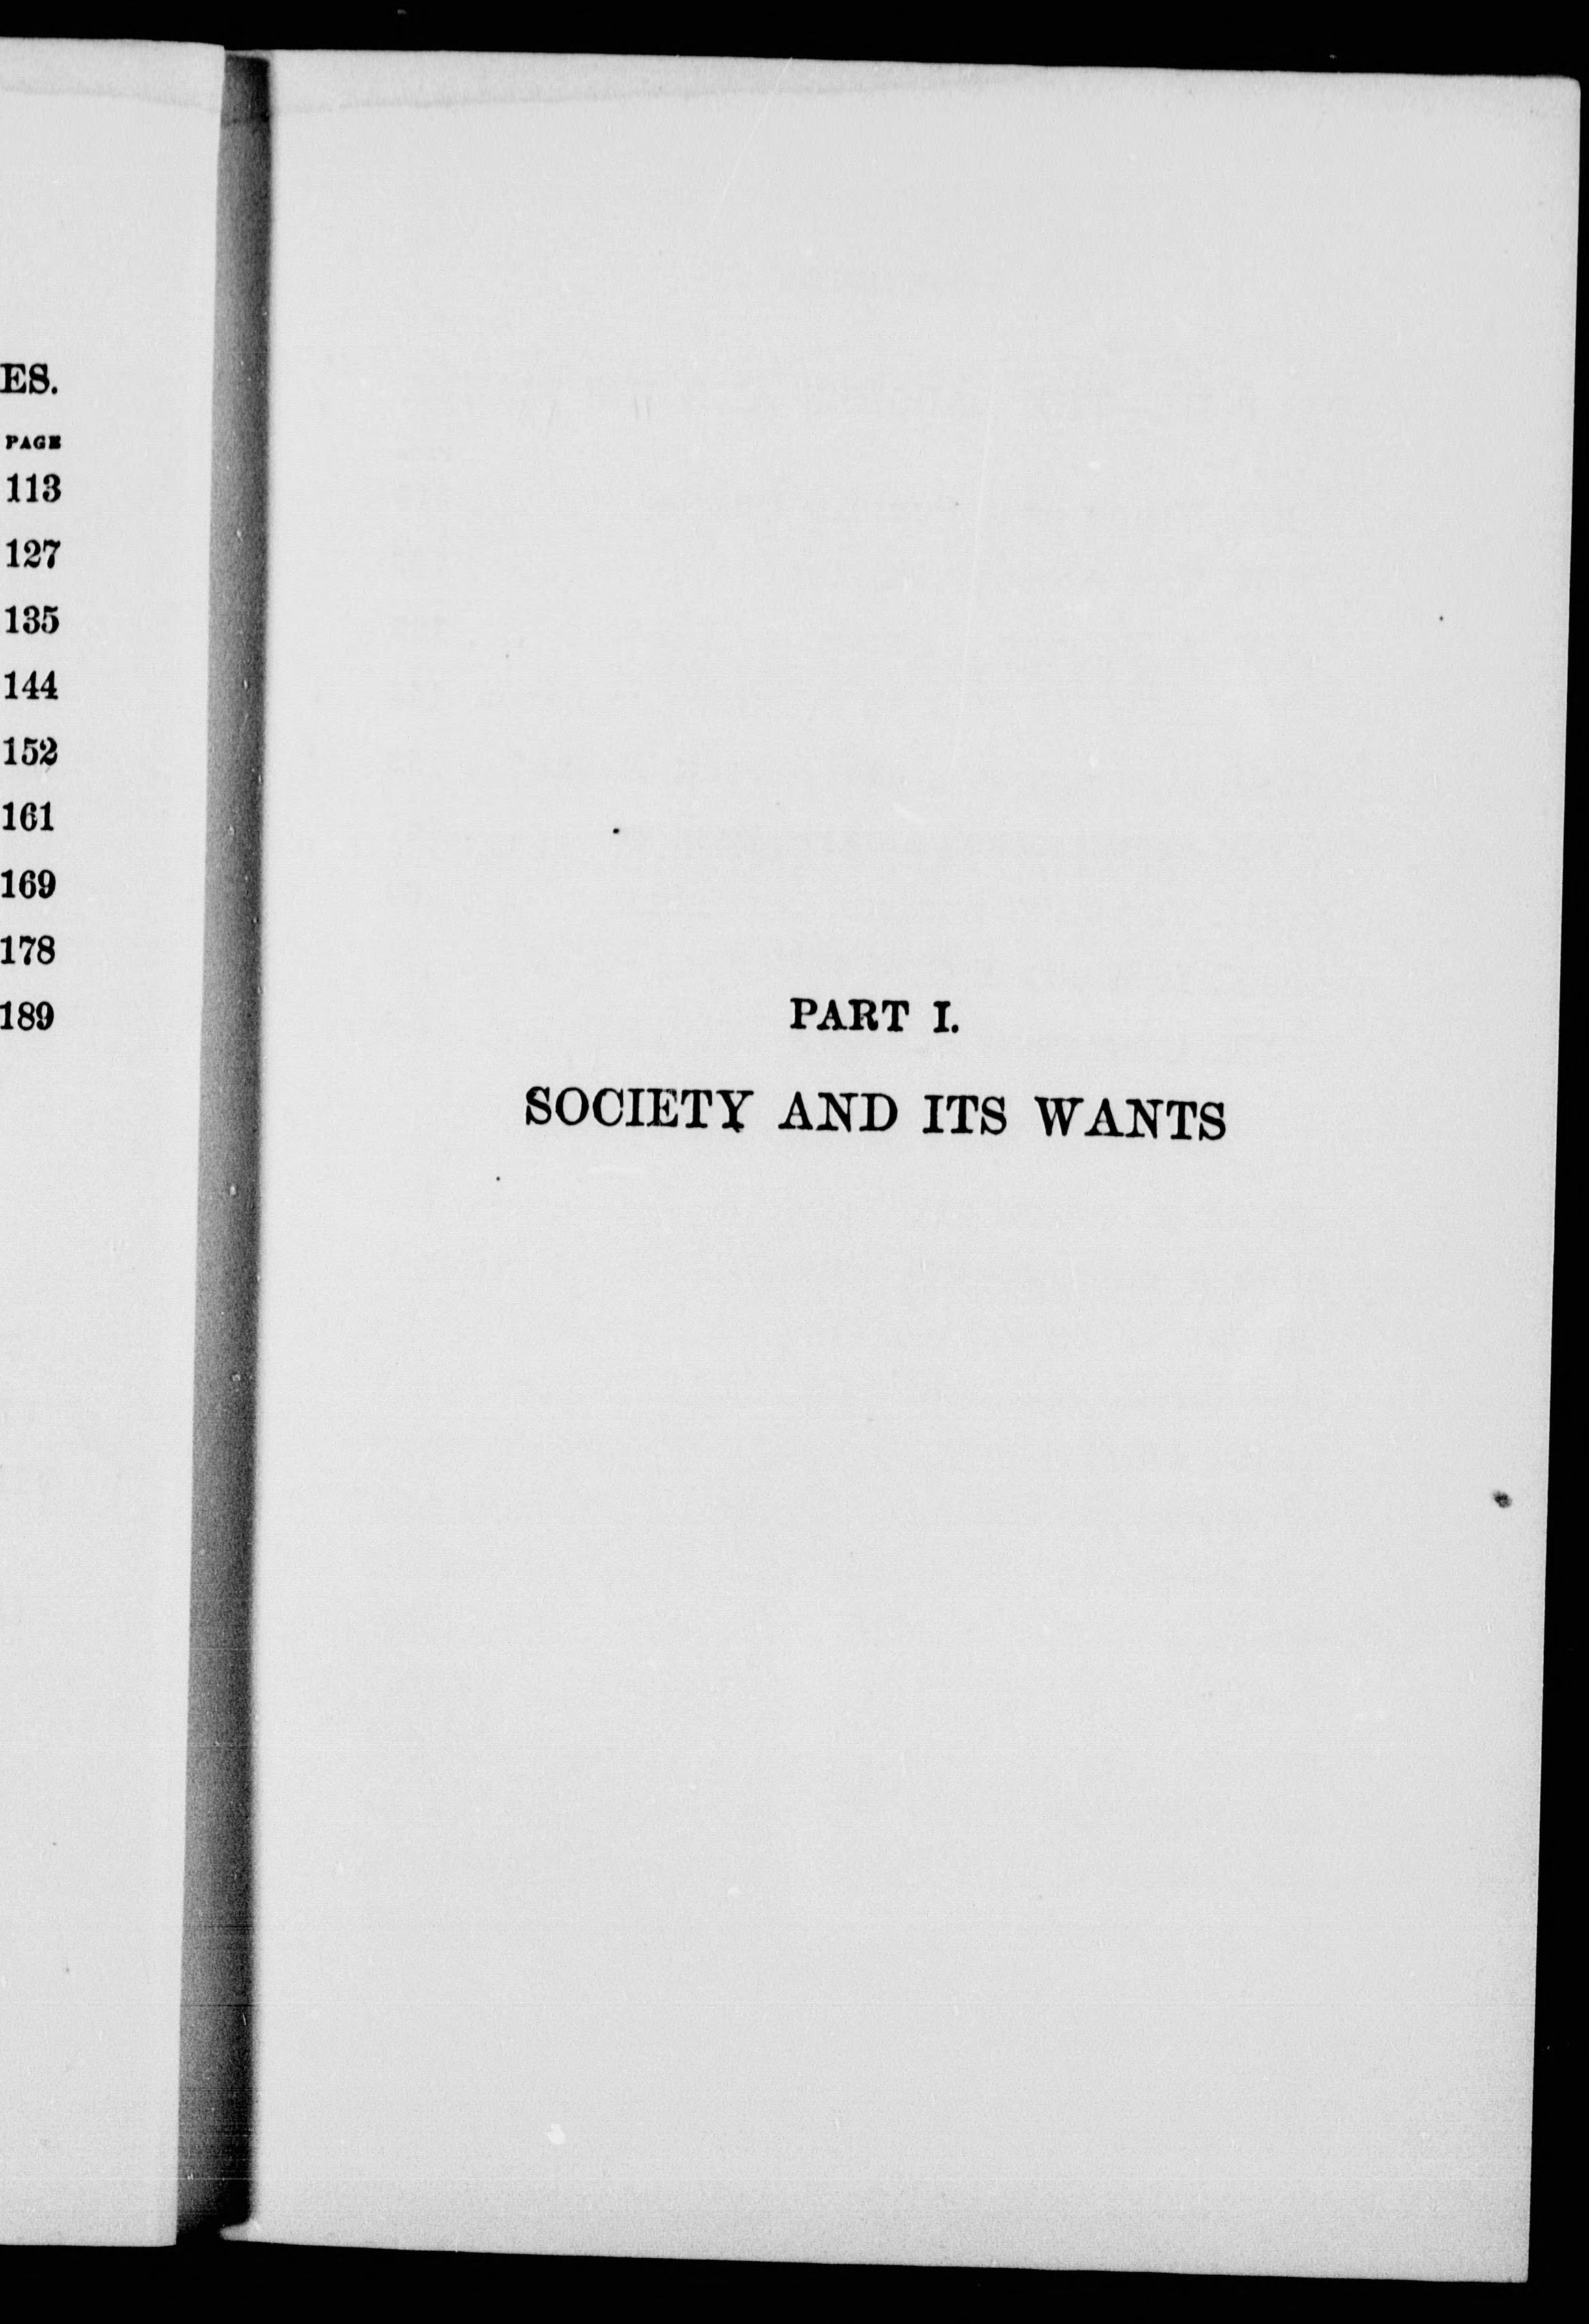 ES.
PAGE
113
127
135
144
152
161
169
178
189
PART I.
SOCIETY AND ITS WANTS